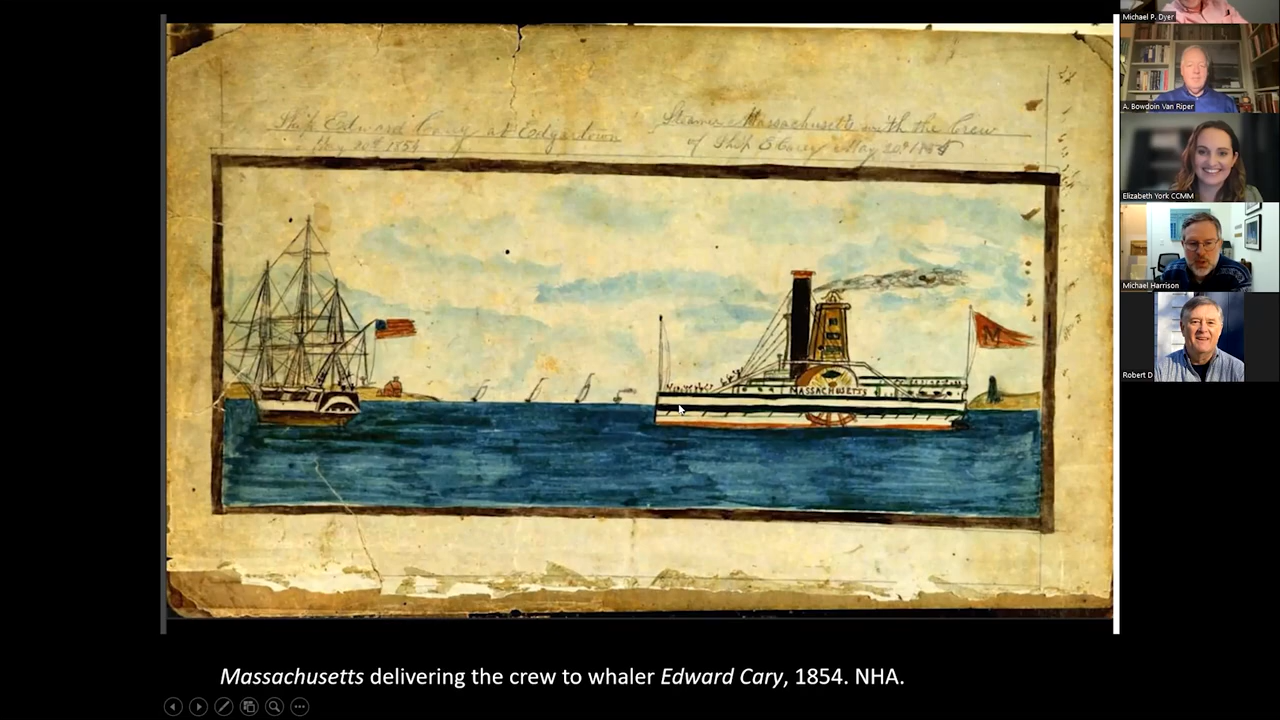 Ship Edward Carey at Edgartown
May 20th 1854
Steamer Massachusetts with the Crew
of Ship E Carey May 20th 1854
M
MASSACHUSETTS
Massachusetts delivering the crew to whaler Edward Cary, 1854. NHA.
Michael P. Dyer
A. Bowdoin Van Riper
Elizabeth York CCMM
Michael Harrison
Robert D